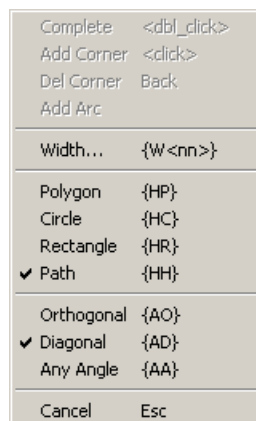 Complete <dbl_click>
Add Corner <click>
Del Corner Back
Add Arc
Width... {W<nn>}
Polygon {HP}
Circle {HC}
Rectangle {HR}
✓ Path {HH}
Orthogonal {AO}
✓ Diagonal {AD}
Any Angle {AA}
Cancel Esc